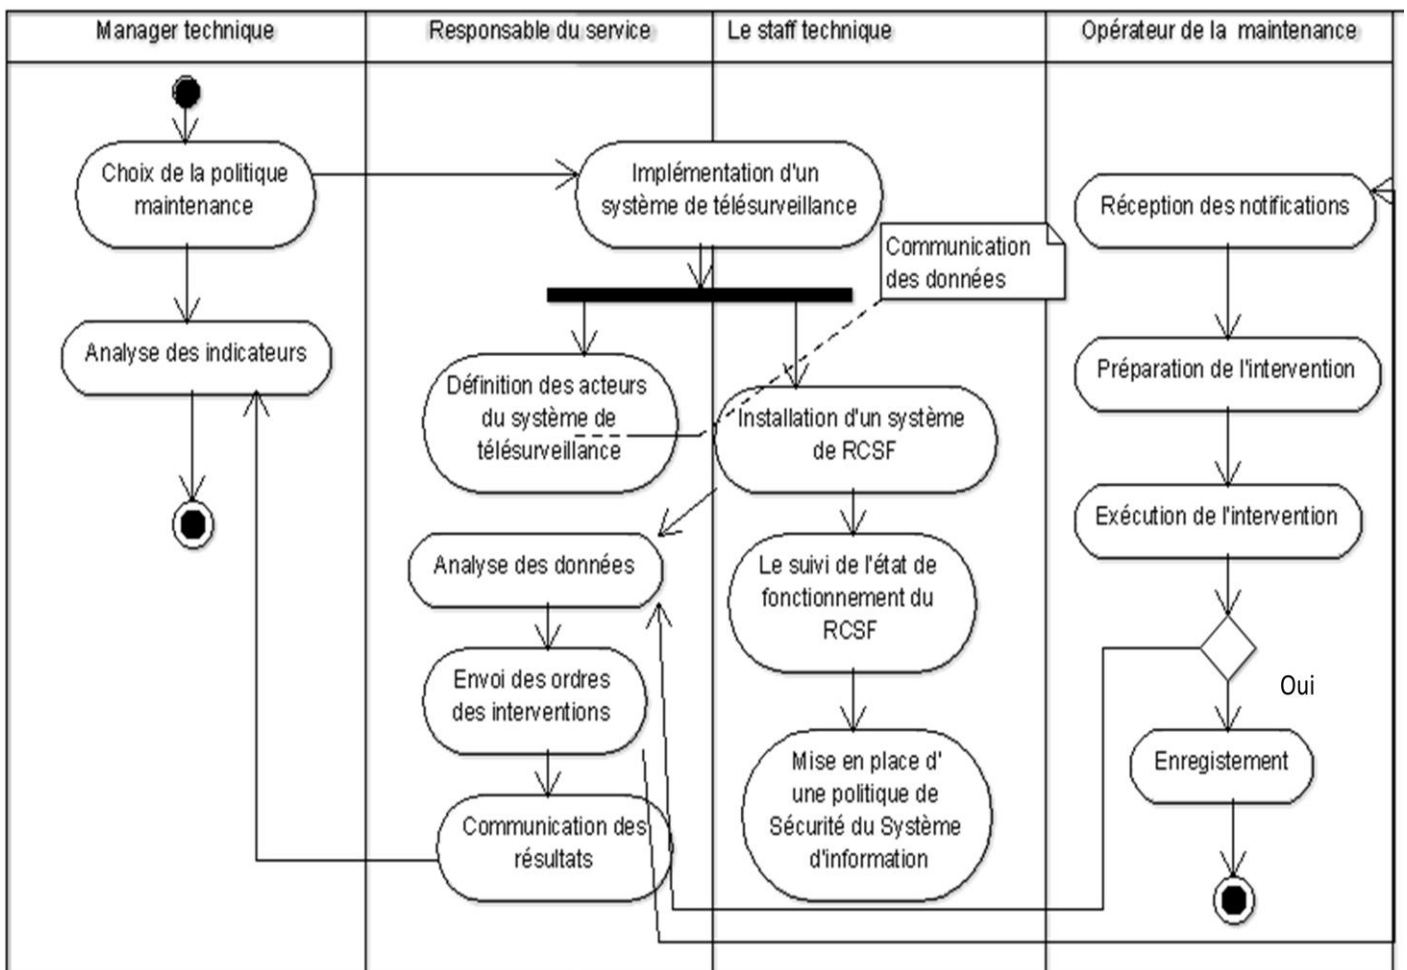 Manager technique
Responsable du service
Le staff technique
Opérateur de la maintenance
Choix de la politique
maintenance
Implémentation d'un
système de télésurveillance
Réception des notifications
Communication
des données
Analyse des indicateurs
Définition des acteurs
du système de
télésurveillance
Installation d'un système
de RCSF
Préparation de l'intervention
Exécution de l'intervention
Analyse des données
Le suivi de l'état de
fonctionnement du
RCSF
Envoi des ordres
des interventions
Oui
Mise en place d'
une politique de
Sécurité du Système
d'information
Enregistement
Communication des
résultats